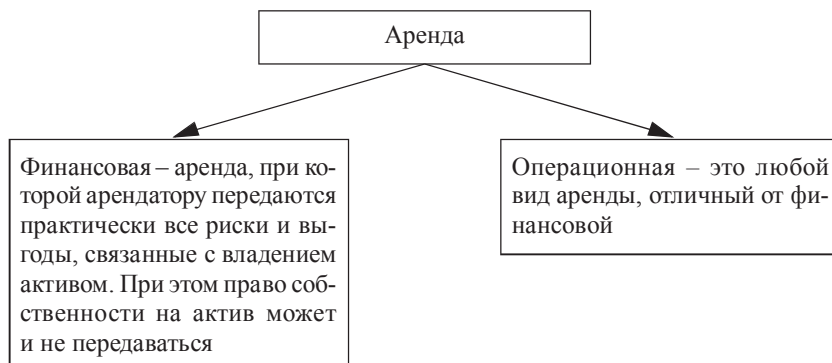 Аренда
Финансовая – аренда, при ко-
торой арендатору передаются
практически все риски и вы-
годы, связанные с владением
активом. При этом право соб-
ственности на актив может
и не передаваться
Операционная – это любой
вид аренды, отличный от фи-
нансовой